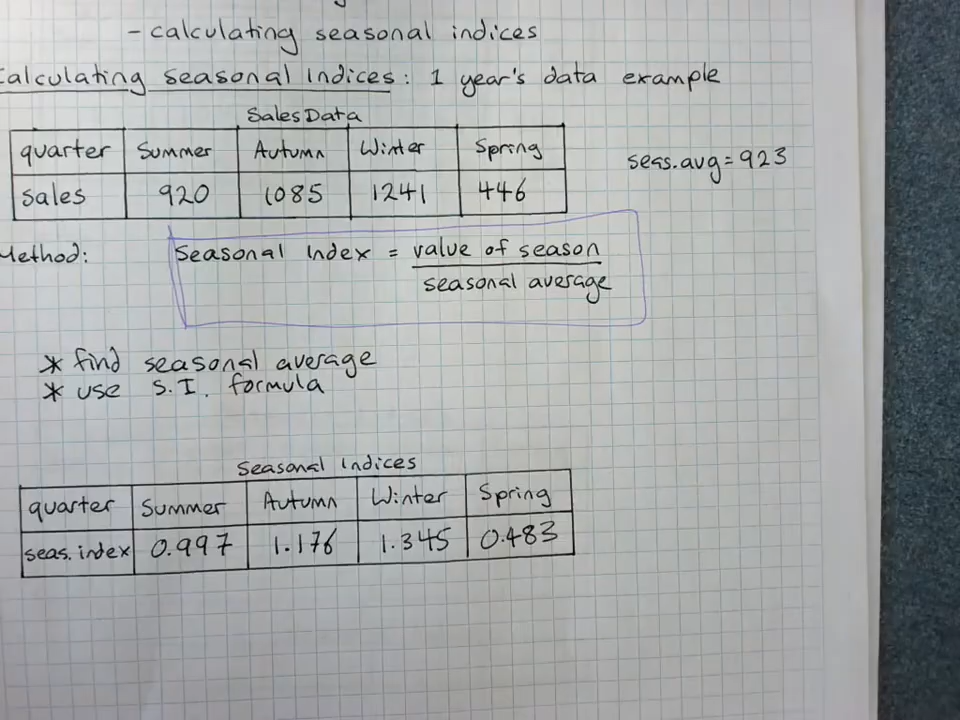 - calculating seasonal indices
Calculating seasonal Indices: 1 year's data example
Sales Data
quarter Summer Autumn Winter Spring
sales 920 1085 1241 446
seas.avg = 923
Method:
Seasonal Index = value of season
seasonal average
* find seasonal average
* use S.I. formula
Seasonal Indices
quarter Summer Autumn Winter Spring
seas.index 0.997 1.176 1.345 0.483